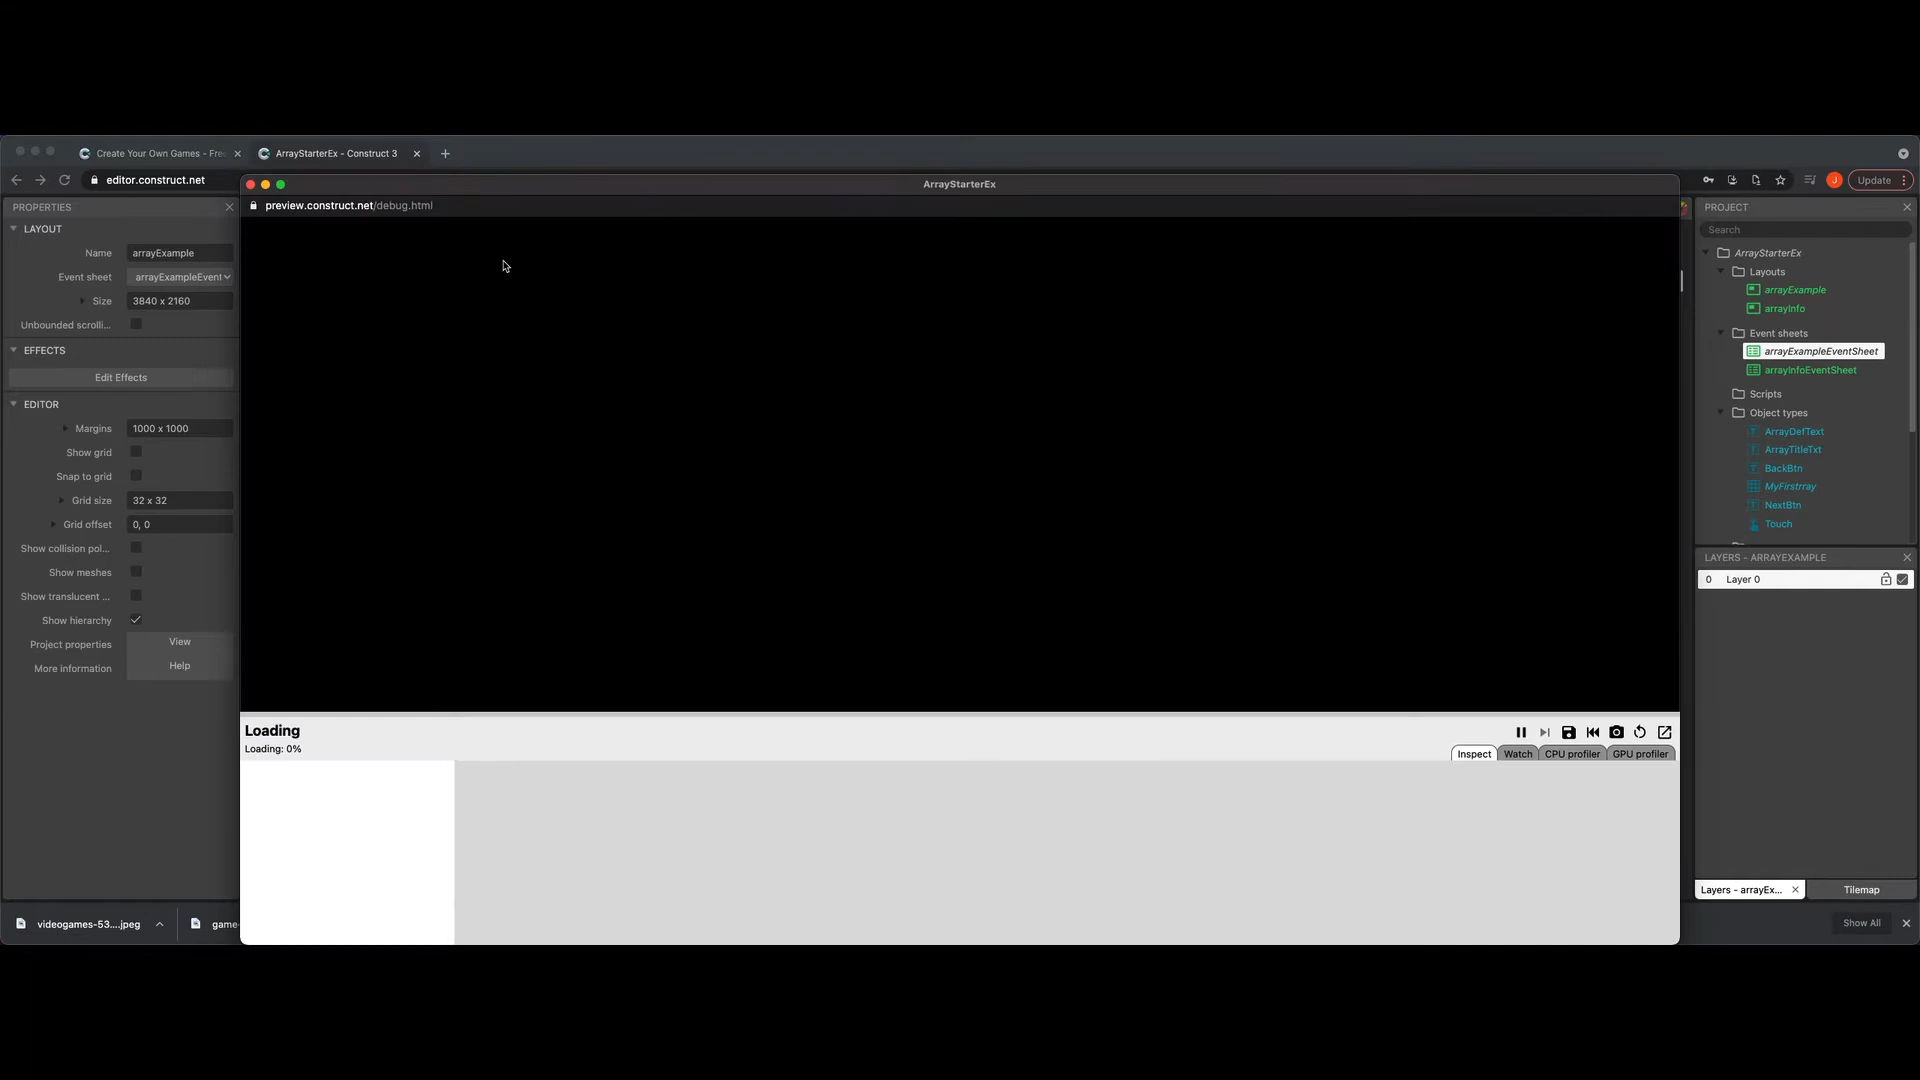 Create Your Own Games - Fre
ArrayStarterEx - Construct 3
editor.construct.net
J
Update
ArrayStarterEx
preview.construct.net/debug.html
PROPERTIES
LAYOUT
Name arrayExample
Event sheet arrayExampleEvent
Size 3840 x 2160
Unbounded scrolli...
EFFECTS
Edit Effects
EDITOR
Margins 1000 x 1000
Show grid
Snap to grid
Grid size 32 x 32
Grid offset 0, 0
Show collision poi...
Show meshes
Show translucent ...
Show hierarchy
Project properties View
More information Help
Loading
Loading: 0%
Inspect Watch CPU profiler GPU profiler
PROJECT
Search
ArrayStarterEx
Layouts
arrayExample
arrayInfo
Event sheets
arrayExampleEventSheet
arrayInfoEventSheet
Scripts
Object types
ArrayDefText
ArrayTitleTxt
BackBtn
MyFirstrray
NextBtn
Touch
LAYERS - ARRAYEXAMPLE
0 Layer 0
Layers - arrayEx...
Tilemap
videogames-53....jpeg
game-
Show All